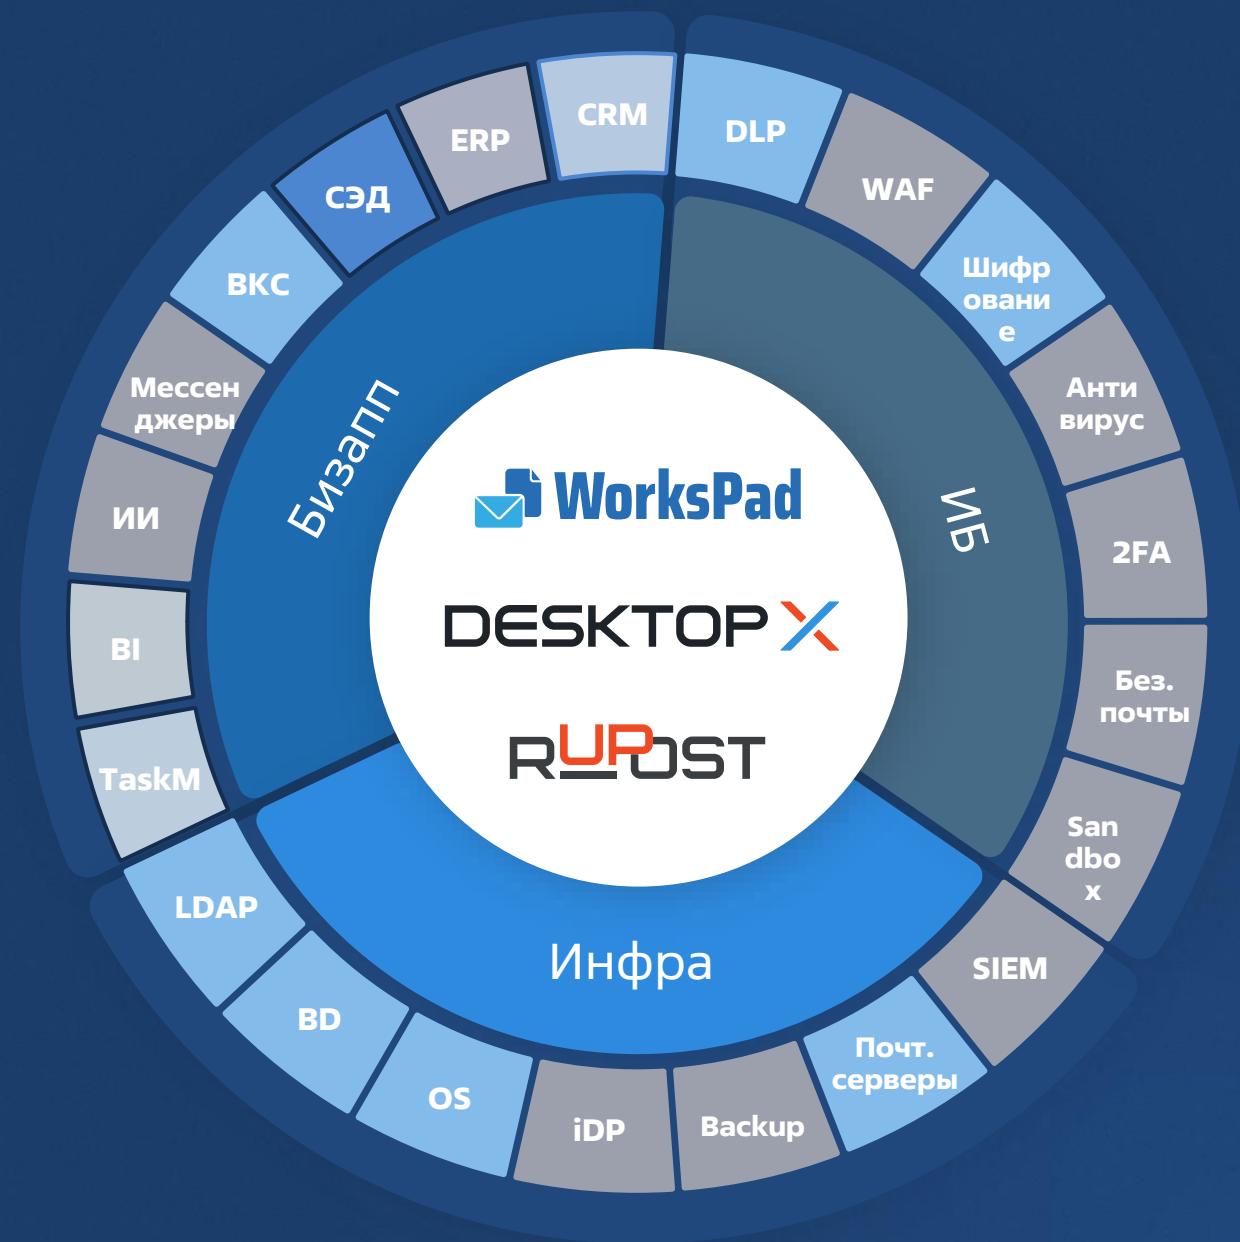 CRM
DLP
WAF
Шифр
овани
е
Анти
вирус
2FA
Без.
почты
San
dbo
x
SIEM
Почт.
серверы
Backup
iDP
OS
BD
LDAP
TaskM
BI
ИИ
Мессен
джеры
ВКС
СЭД
ERP
Бизапп
ИБ
Инфра
WorksPad
DESKTOP X
RUPOST